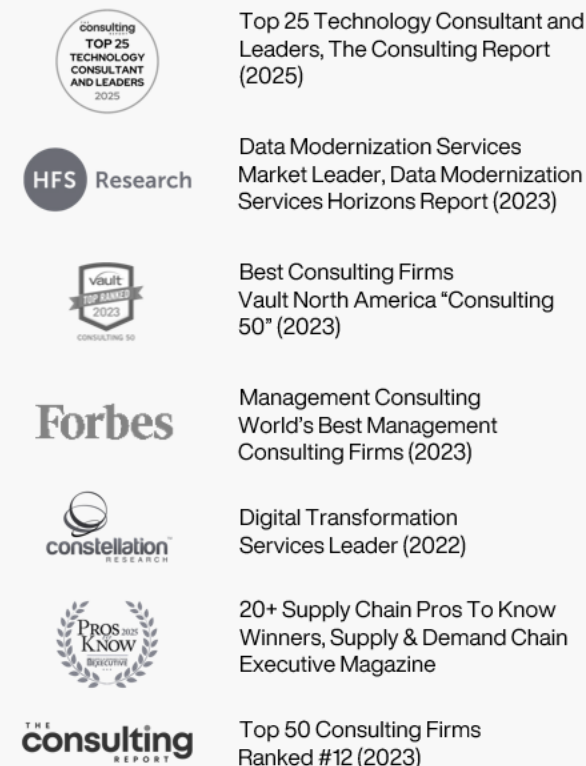 THE
consulting
TOP 25
TECHNOLOGY
CONSULTANT
AND LEADERS
2025
Top 25 Technology Consultant and
Leaders, The Consulting Report
(2025)
HFS Research
Data Modernization Services
Market Leader, Data Modernization
Services Horizons Report (2023)
vault
TOP RANKED
2023
CONSULTING 50
Best Consulting Firms
Vault North America “Consulting
50” (2023)
Forbes
Management Consulting
World’s Best Management
Consulting Firms (2023)
constellation™
RESEARCH
Digital Transformation
Services Leader (2022)
PROS 2025
TO
KNOW
EXECUTIVE
20+ Supply Chain Pros To Know
Winners, Supply & Demand Chain
Executive Magazine
THE
consulting
REPORT
Top 50 Consulting Firms
Ranked #12 (2023)